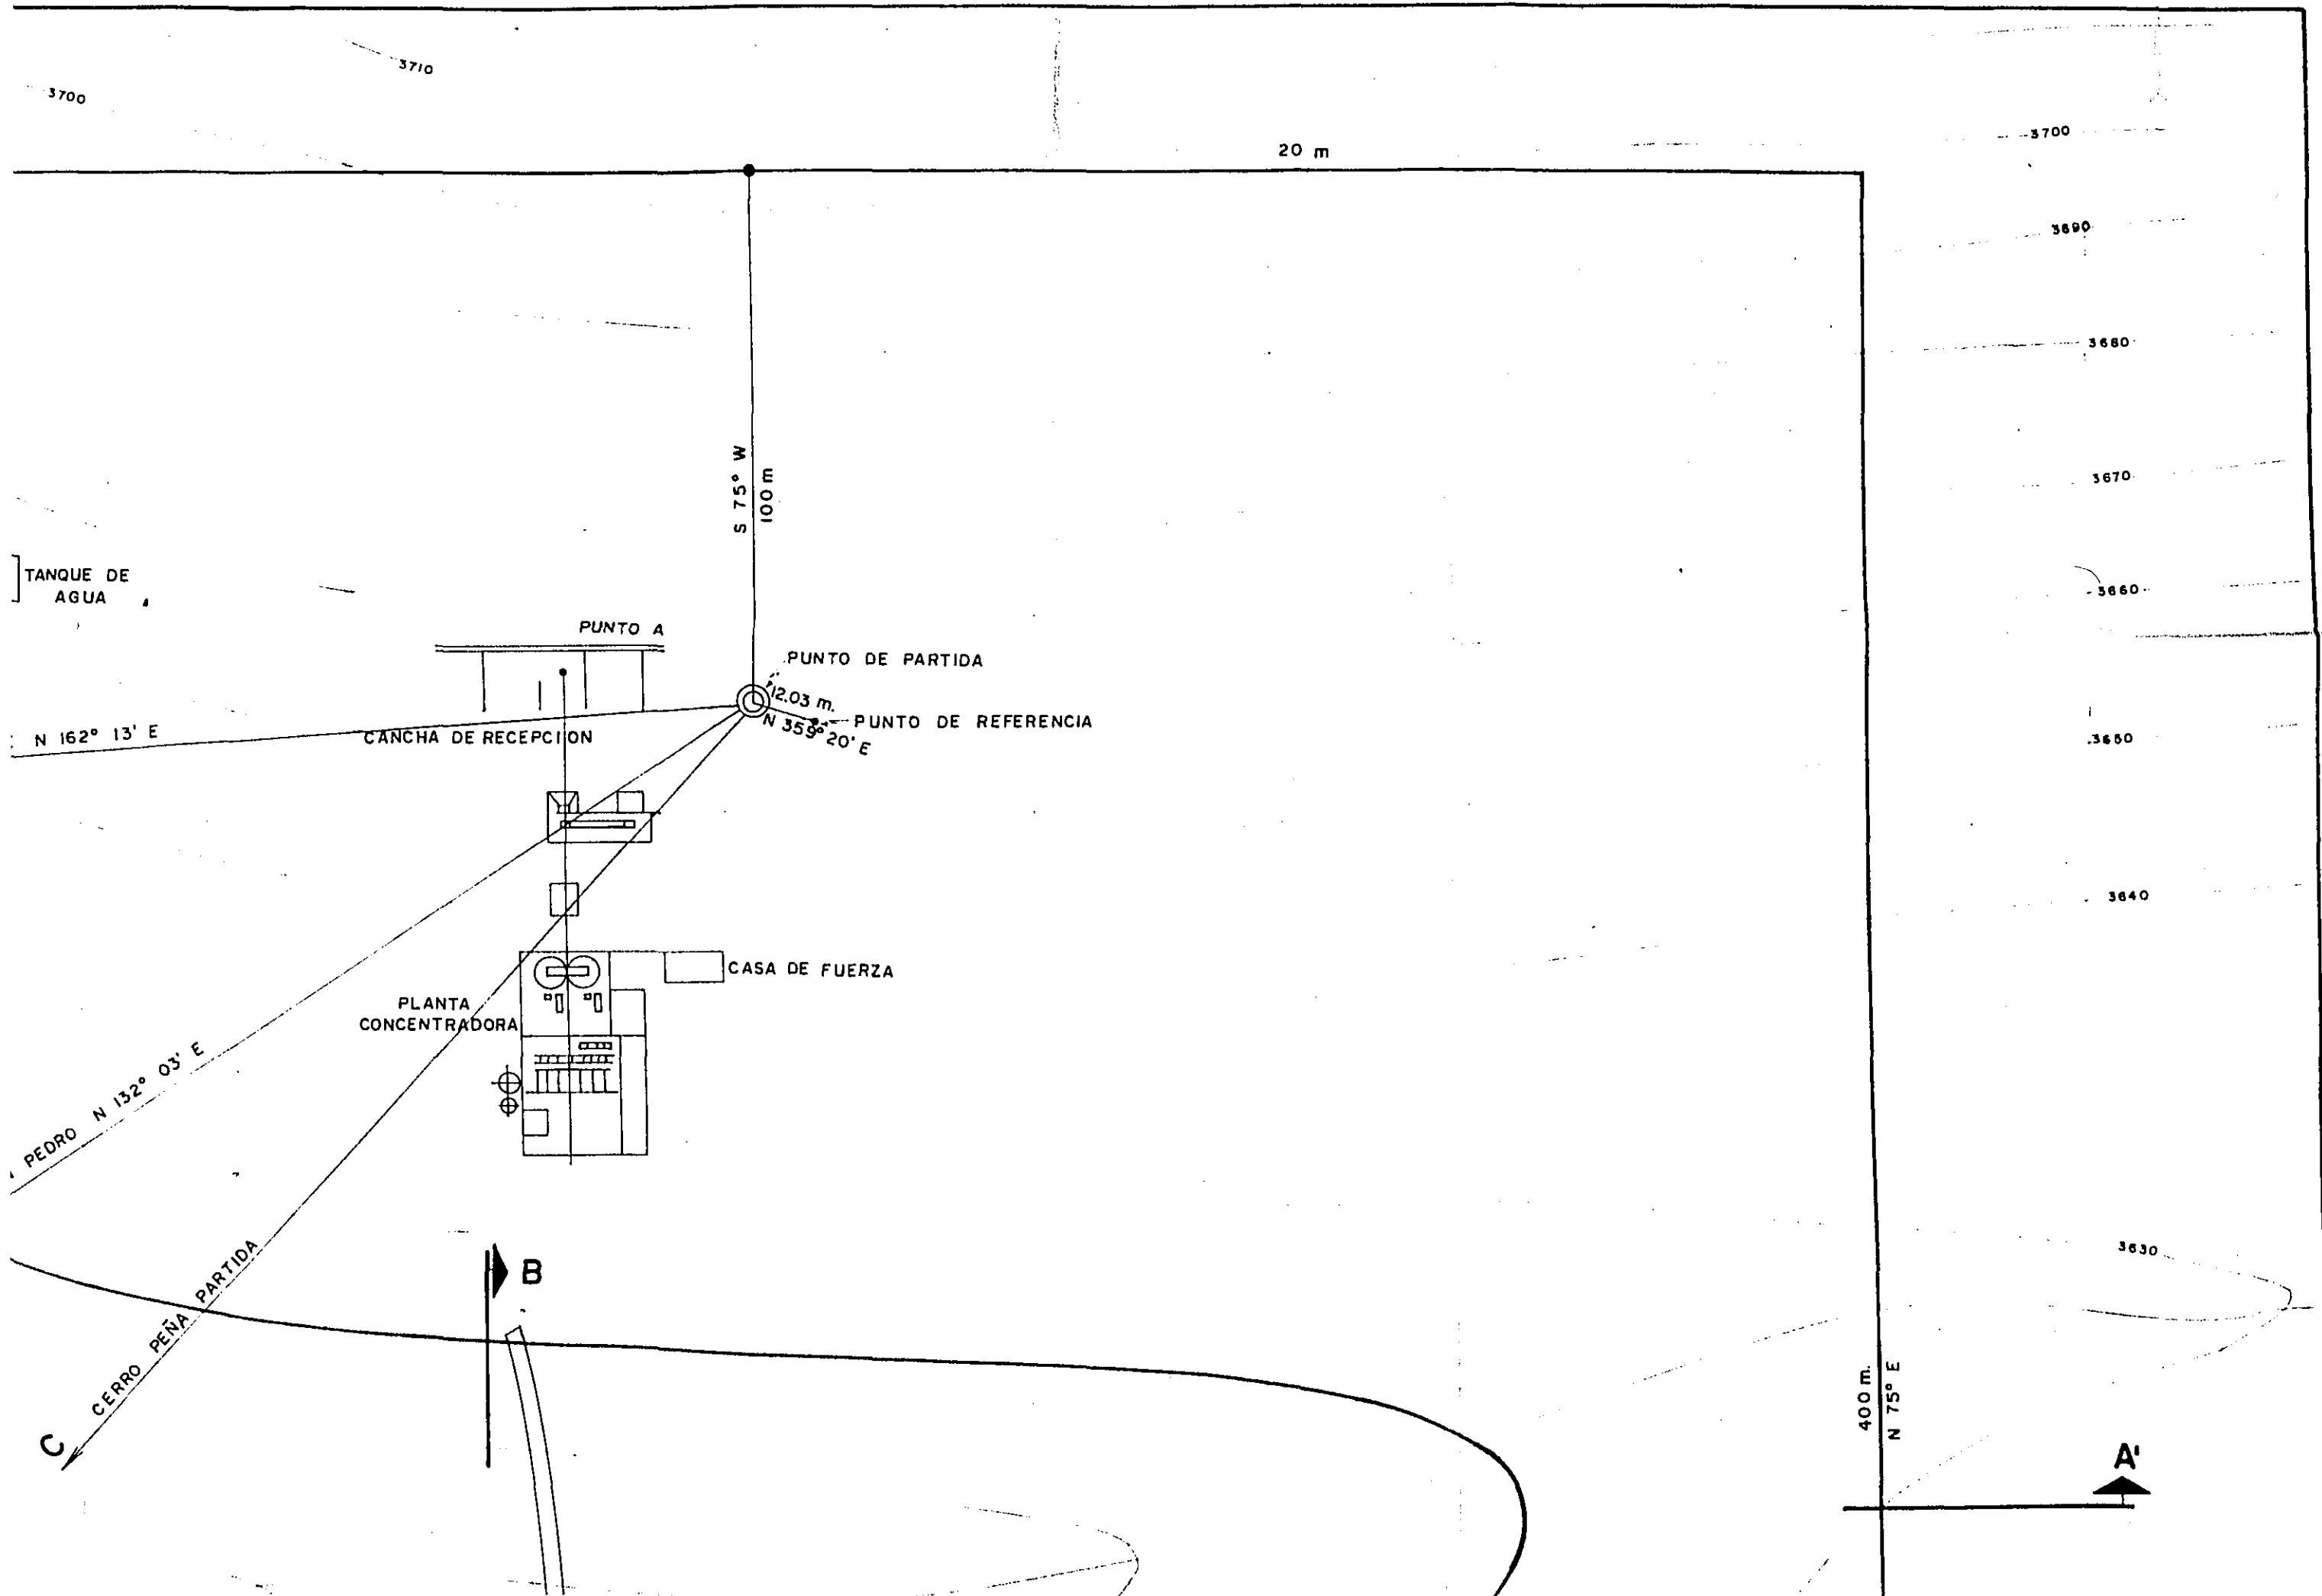 3710
3700
20 m
3700
3690
3680
S 75° W
100 m
3670
TANQUE DE
AGUA
3660
PUNTO A
PUNTO DE PARTIDA
12.03 m.
PUNTO DE REFERENCIA
N 359° 20' E
N 162° 13' E
CANCHA DE RECEPCION
3650
3640
CASA DE FUERZA
PLANTA
CONCENTRADORA
PEDRO N 132° 03' E
3630
B
CERRO PEÑA PARTIDA
C
400 m.
N 75° E
A'